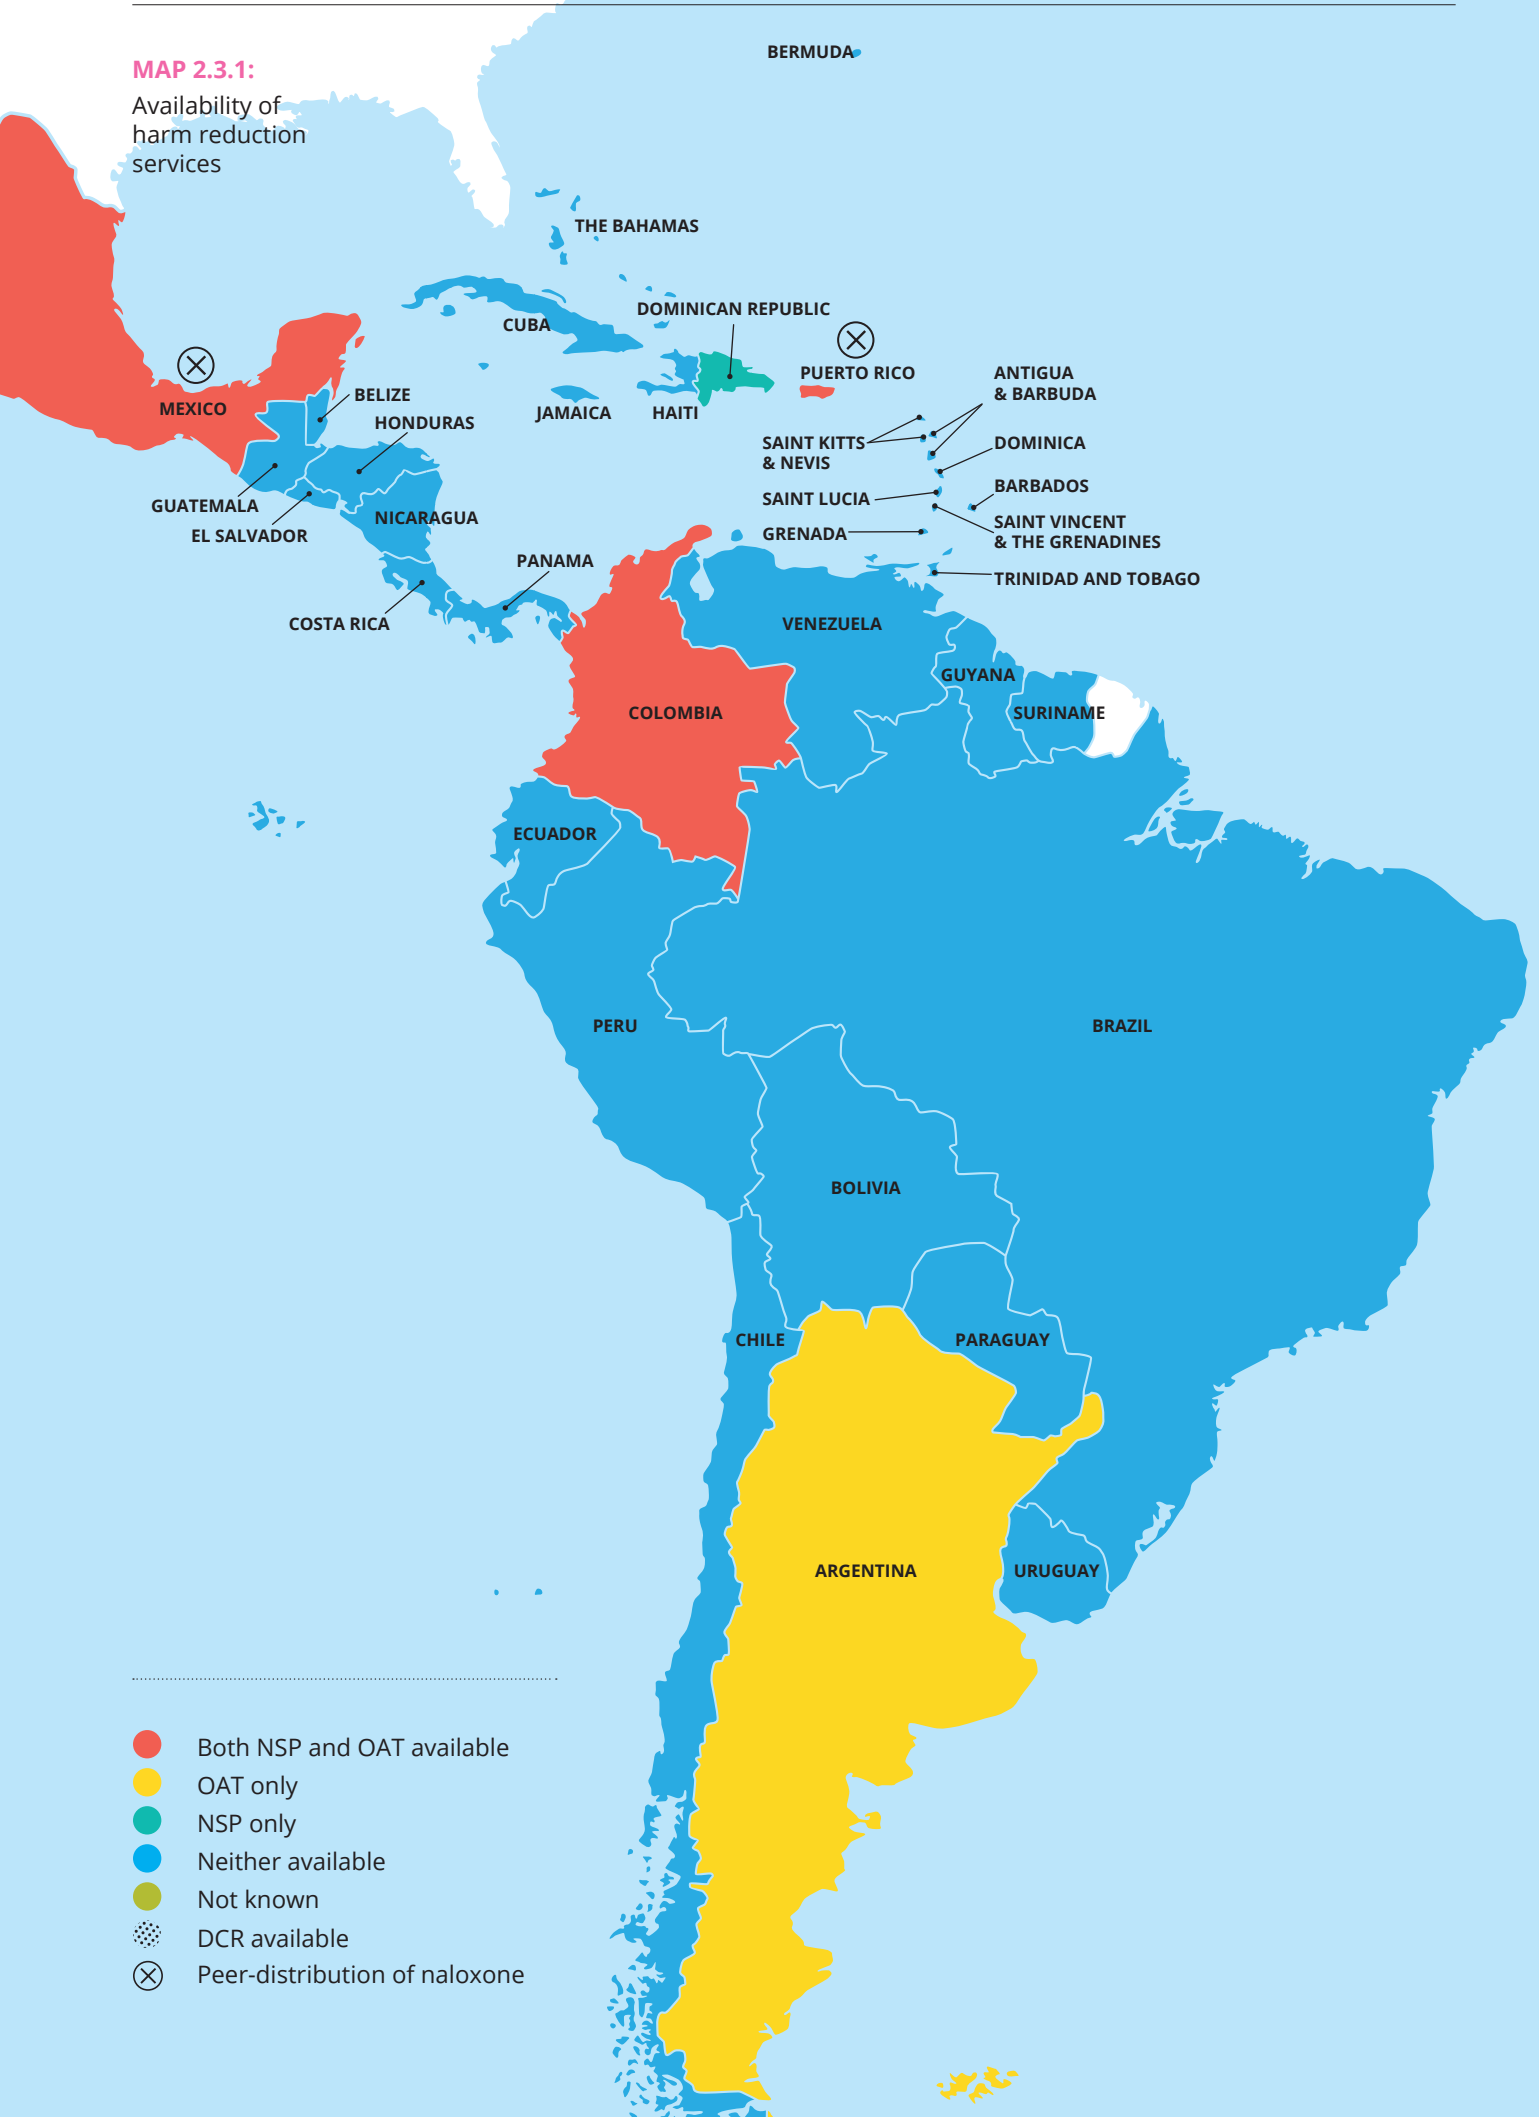 MAP 2.3.1:
Availability of
harm reduction
services
BERMUDA
THE BAHAMAS
CUBA
DOMINICAN REPUBLIC
PUERTO RICO
MEXICO
BELIZE
HONDURAS
JAMAICA
HAITI
ANTIGUA
& BARBUDA
SAINT KITTS
& NEVIS
DOMINICA
GUATEMALA
EL SALVADOR
NICARAGUA
SAINT LUCIA
BARBADOS
GRENADA
SAINT VINCENT
& THE GRENADINES
PANAMA
TRINIDAD AND TOBAGO
COSTA RICA
VENEZUELA
GUYANA
COLOMBIA
SURINAME
ECUADOR
PERU
BRAZIL
BOLIVIA
CHILE
PARAGUAY
ARGENTINA
URUGUAY
Both NSP and OAT available
OAT only
NSP only
Neither available
Not known
DCR available
Peer-distribution of naloxone